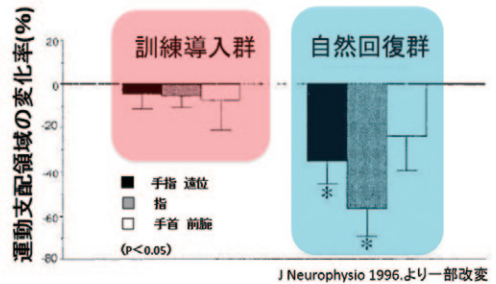 訓練導入群
自然回復群
運動支配領域の変化率(%)
20
0
-20
-40
-60
-80
手指 遠位
指
手首 前腕
(P<0.05)
*
*
J Neurophysio 1996.より一部改変